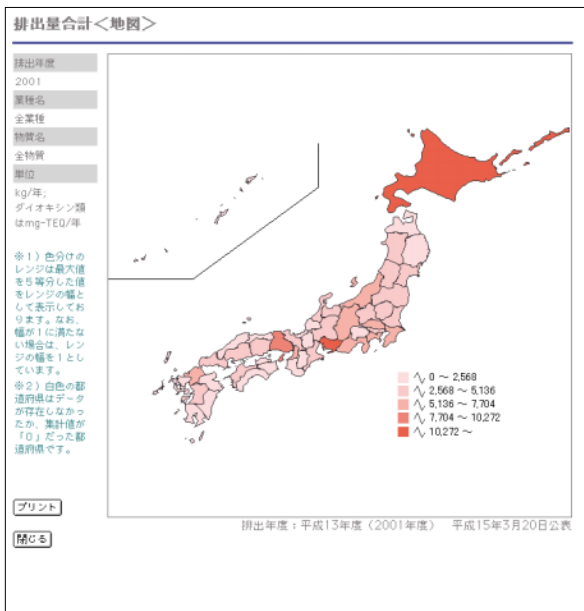 排出量合計＜地図＞
排出年度
2001
業種名
全業種
物質名
全物質
単位
kg/年;
ダイオキシン類
はmg-TEQ/年
※１）色分けの
レンジは最大値
を５等分した値
をレンジの幅と
して表示してお
ります。なお、
幅が１に満たな
い場合は、レン
ジの幅を１とし
ています。
※２）白色の都
道府県はデータ
が存在しなかっ
たか、集計値が
「０」だった都
道府県です。
0 ～ 2,568
2,568 ～ 5,136
5,136 ～ 7,704
7,704 ～ 10,272
10,272 ～
プリント
排出年度：平成13年度（2001年度）　平成15年3月20日公表
閉じる